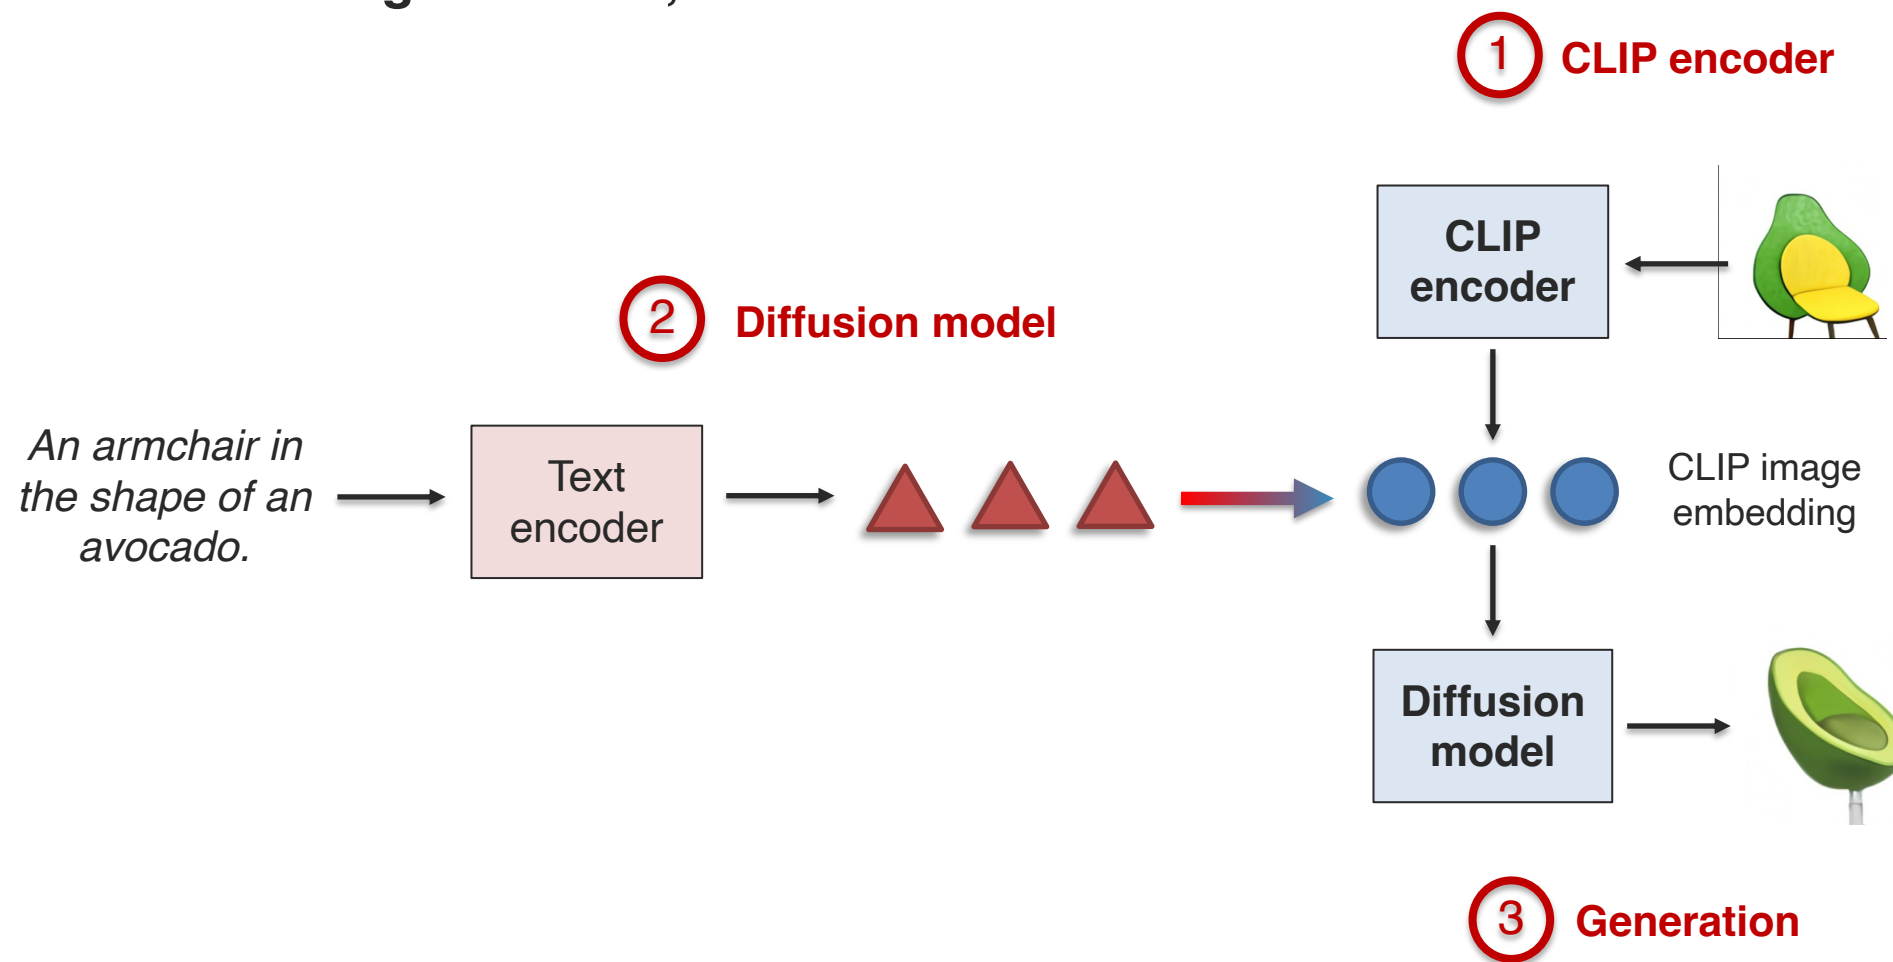 1 CLIP encoder
CLIP
encoder
2 Diffusion model
An armchair in
the shape of an
avocado.
Text
encoder
CLIP image
embedding
Diffusion
model
3 Generation